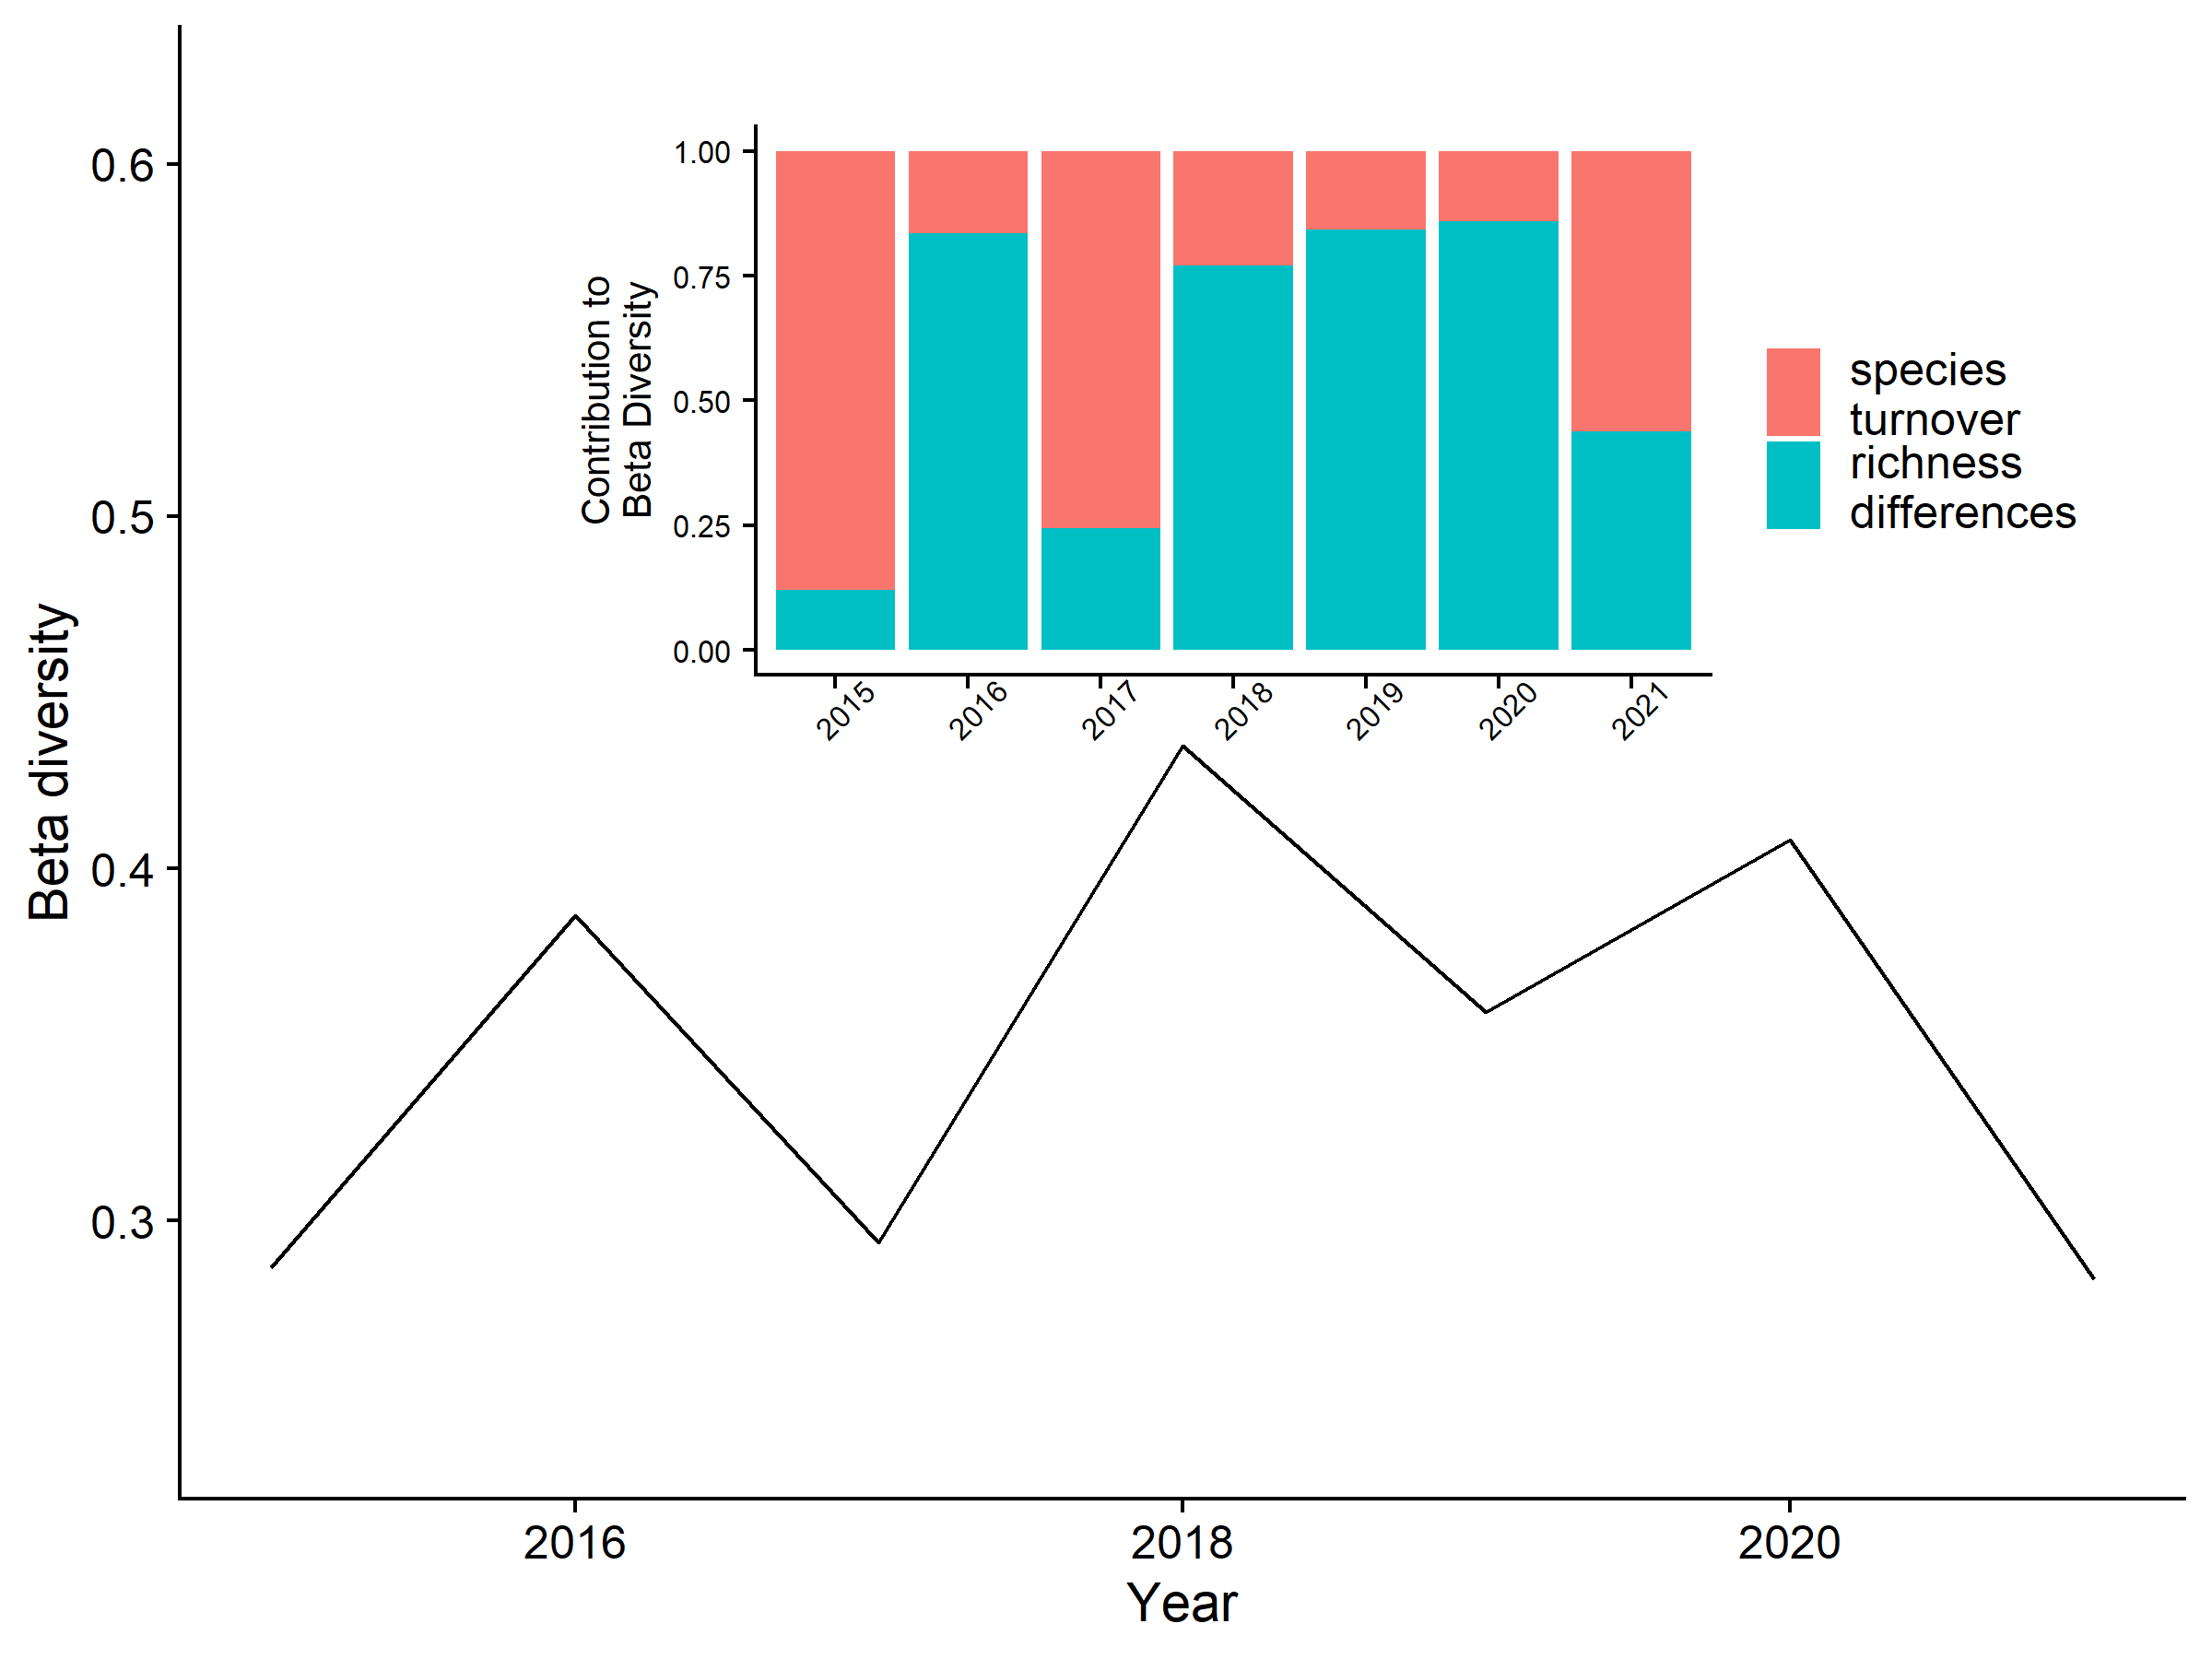 0.6
0.5
0.4
0.3
Beta diversity
2016
2018
2020
Year
1.00
0.75
0.50
0.25
0.00
Contribution to
Beta Diversity
2015
2016
2017
2018
2019
2020
2021
species
turnover
richness
differences